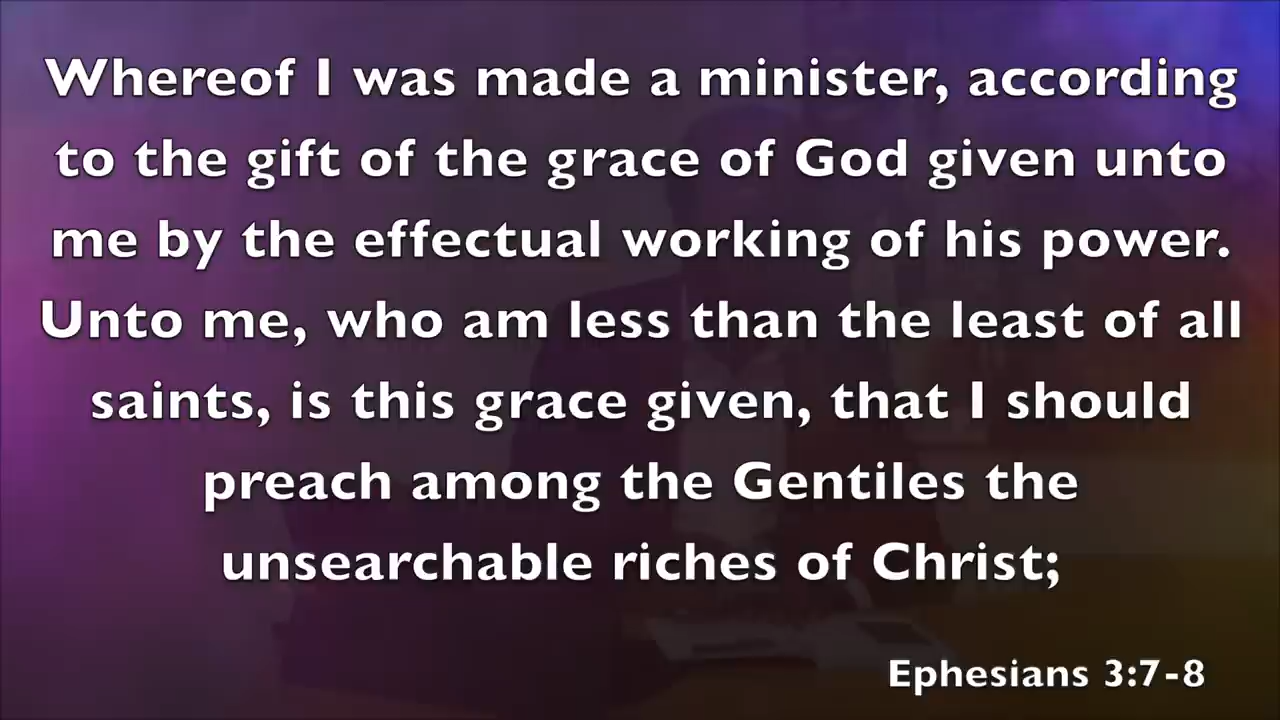 Whereof I was made a minister, according
to the gift of the grace of God given unto
me by the effectual working of his power.
Unto me, who am less than the least of all
saints, is this grace given, that I should
preach among the Gentiles the
unsearchable riches of Christ;
Ephesians 3:7-8